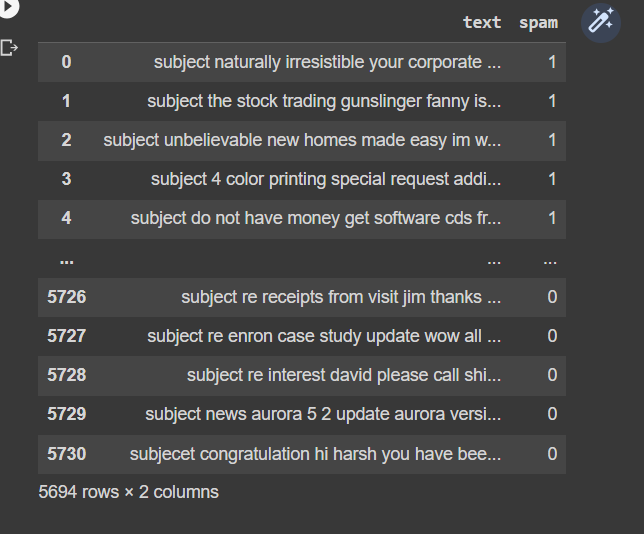 text spam
0 subject naturally irresistible your corporate ... 1
1 subject the stock trading gunslinger fanny is... 1
2 subject unbelievable new homes made easy im w... 1
3 subject 4 color printing special request addi... 1
4 subject do not have money get software cds fr... 1
... ... ...
5726 subject re receipts from visit jim thanks ... 0
5727 subject re enron case study update wow all ... 0
5728 subject re interest david please call shi... 0
5729 subject news aurora 5 2 update aurora versi... 0
5730 subjecet congratulation hi harsh you have bee... 0
5694 rows × 2 columns